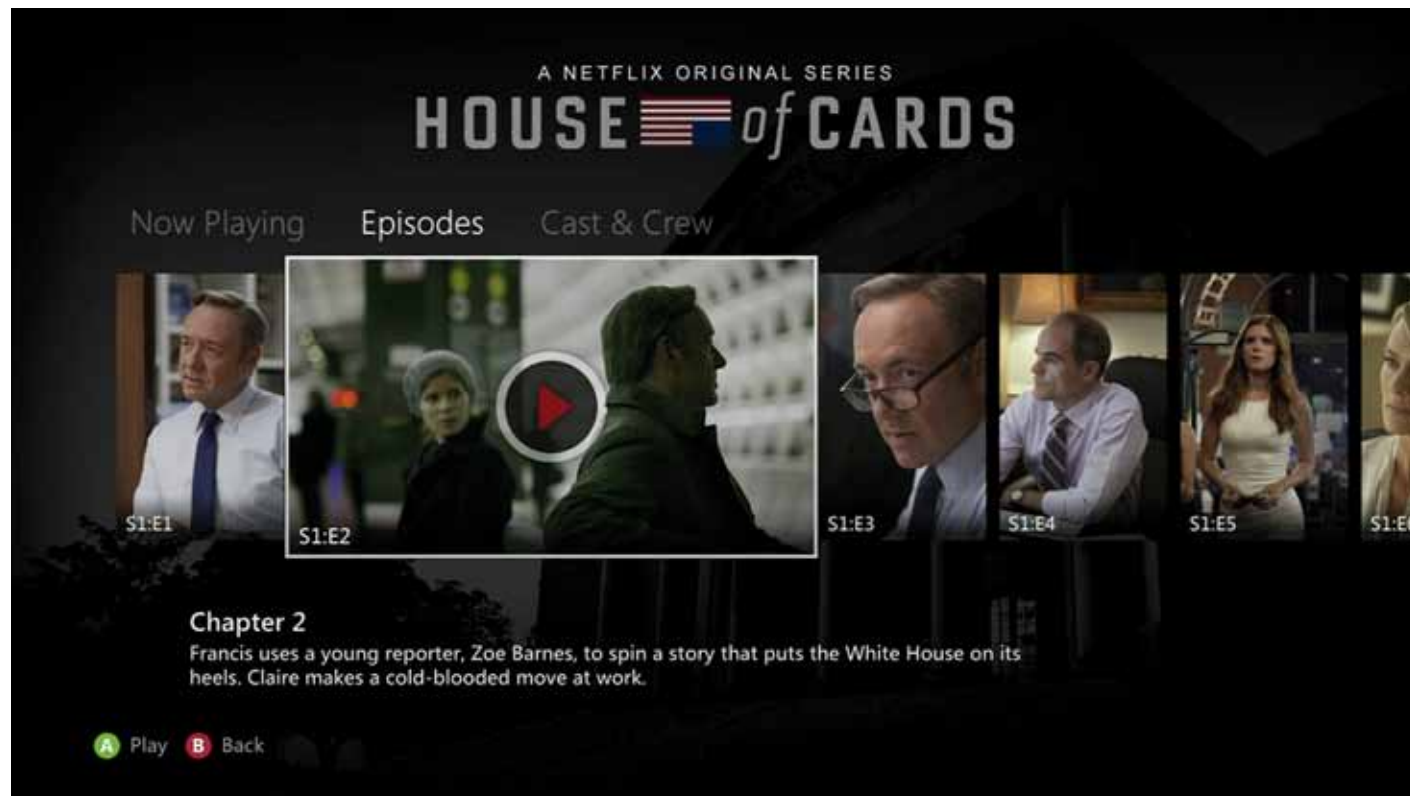 A NETFLIX ORIGINAL SERIES
HOUSE of CARDS
Now Playing
Episodes
Cast & Crew
S1:E1
S1:E2
S1:E3
S1:E4
S1:E5
Chapter 2
Francis uses a young reporter, Zoe Barnes, to spin a story that puts the White House on its
heels. Claire makes a cold-blooded move at work.
A Play
B Back